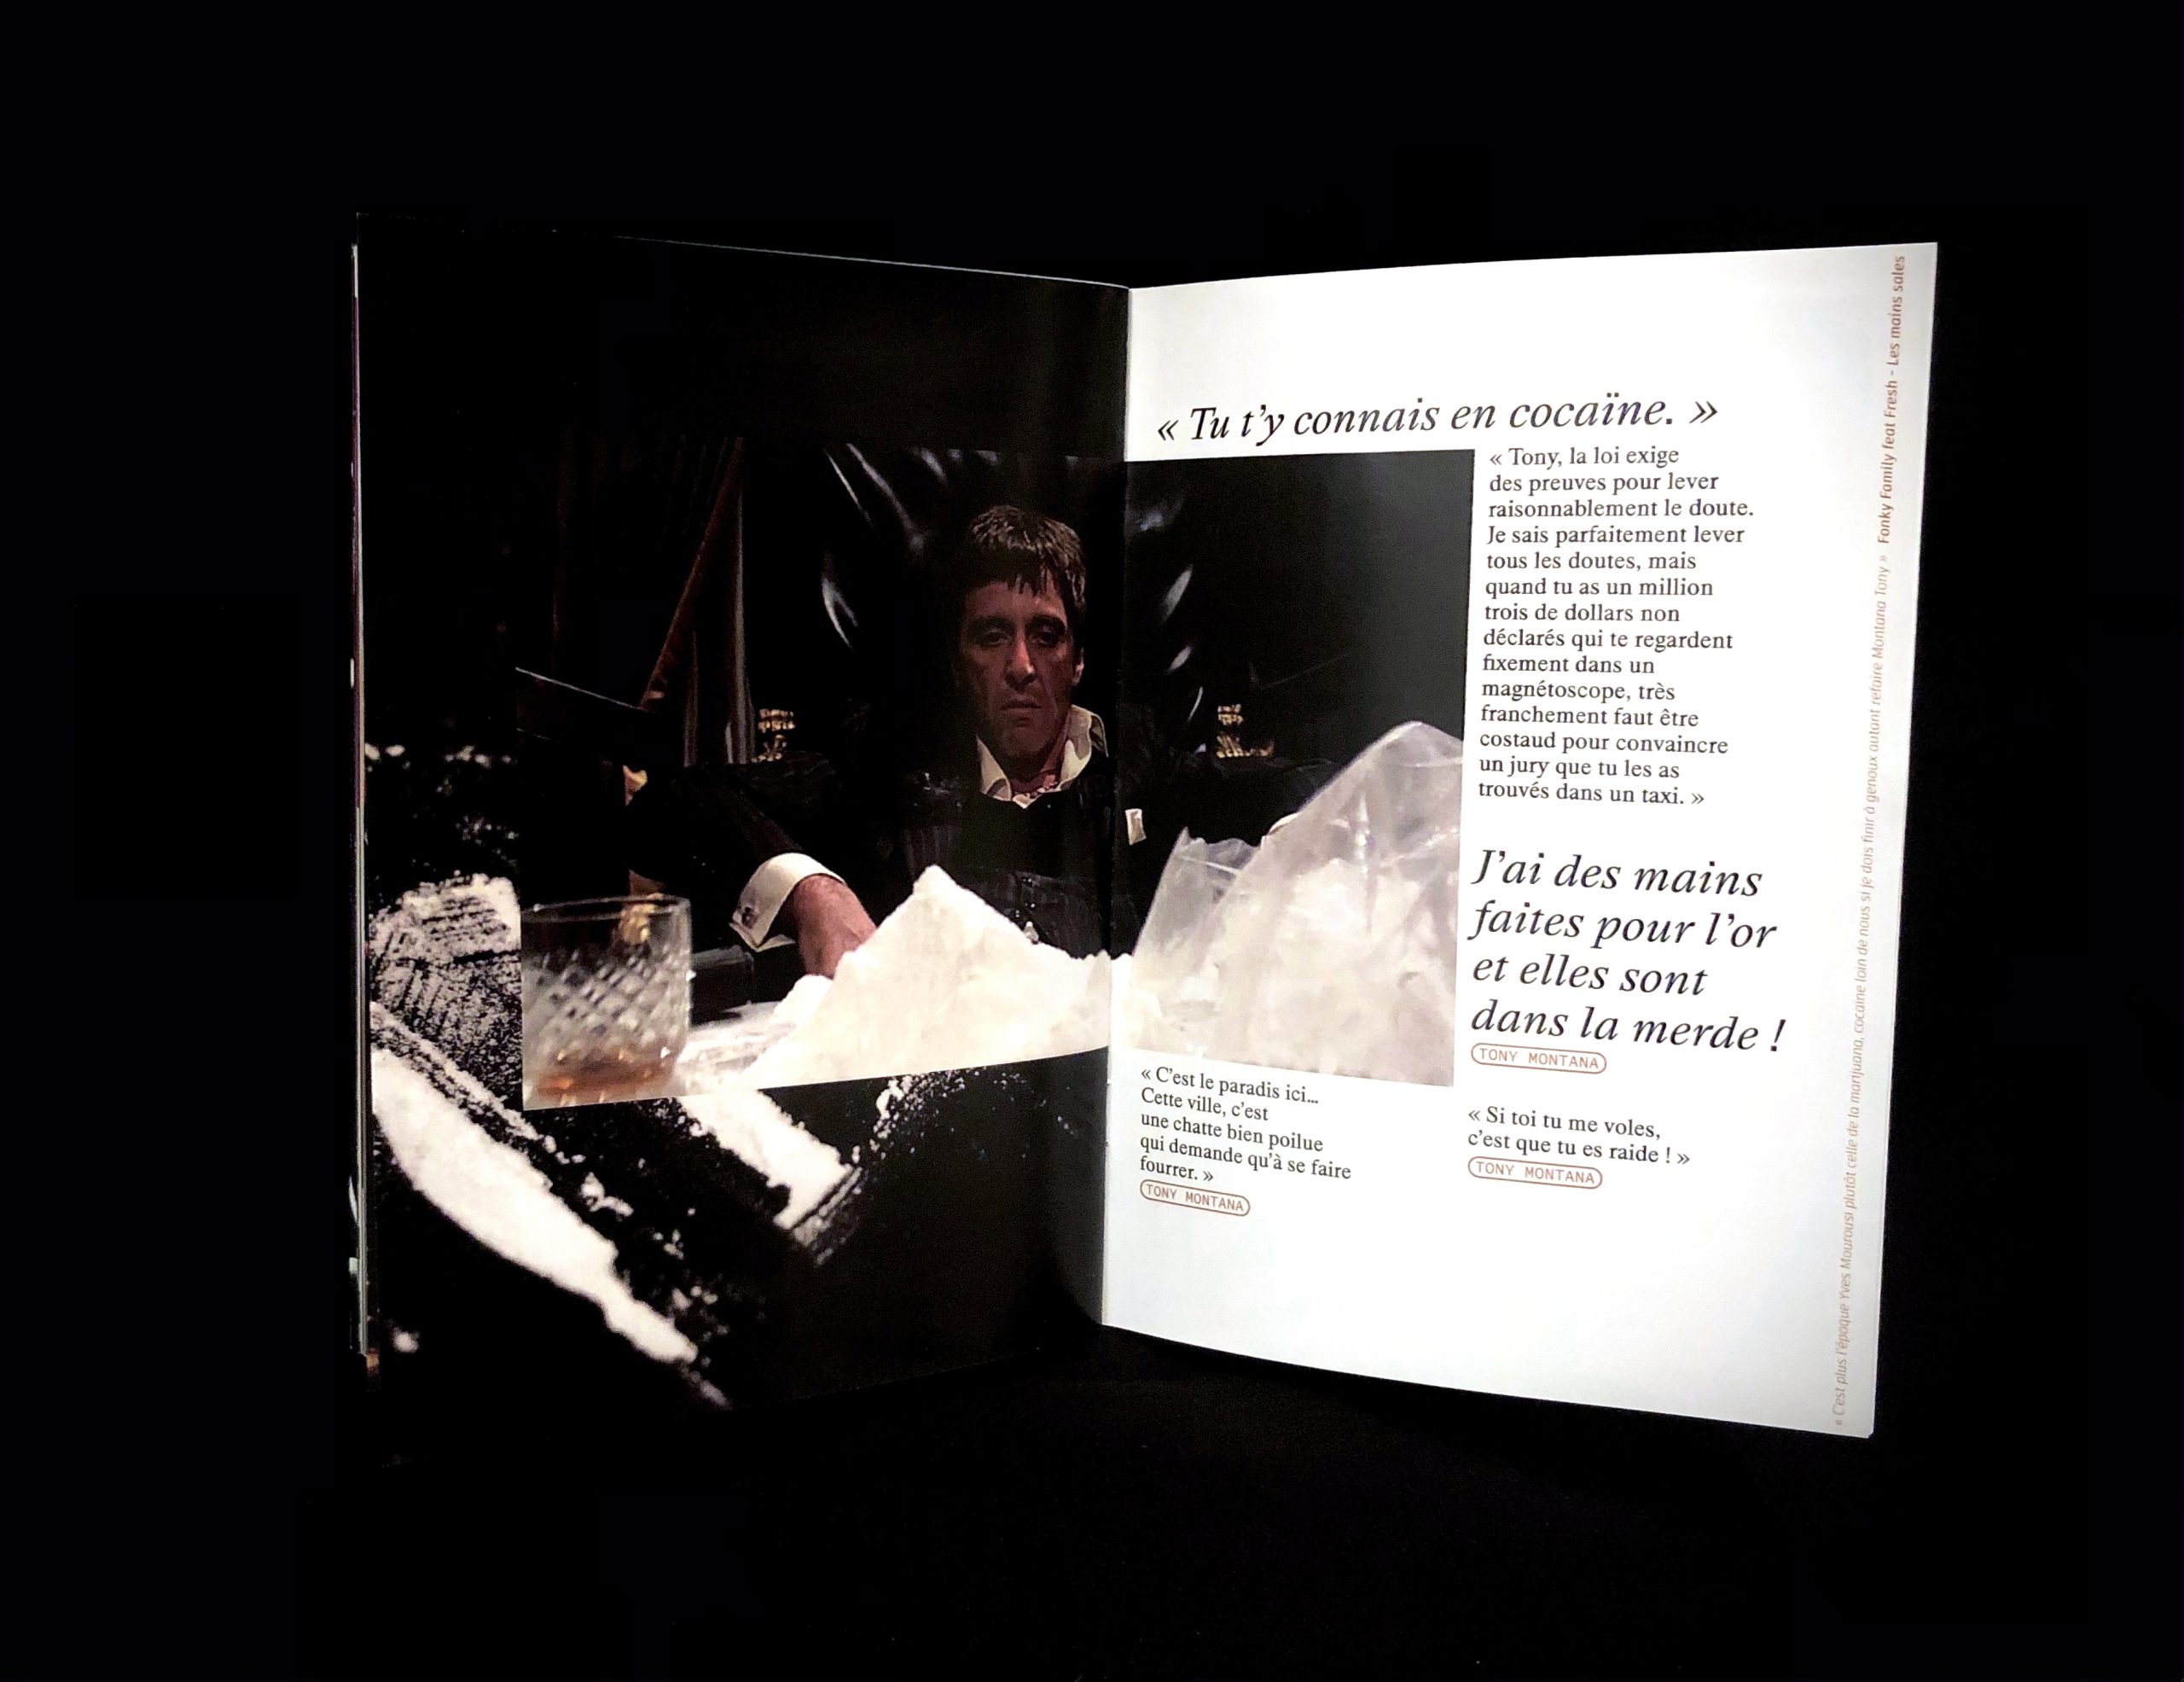 « Tu t’y connais en cocaïne. »
« Tony, la loi exige
des preuves pour lever
raisonnablement le doute.
Je sais parfaitement lever
tous les doutes, mais
quand tu as un million
trois de dollars non
déclarés qui te regardent
fixement dans un
magnétoscope, très
franchement faut être
costaud pour convaincre
un jury que tu les as
trouvés dans un taxi. »
J’ai des mains
faites pour l’or
et elles sont
dans la merde !
TONY MONTANA
« C’est le paradis ici...
Cette ville, c’est
une chatte bien poilue
qui demande qu’à se faire
fourrer. »
TONY MONTANA
« Si toi tu me voles,
c’est que tu es raide ! »
TONY MONTANA
« C'est plus l'époque Yves Mourousi plutôt celle de la marijuana, cocaïne loin de nous si je dois finir à genoux autant refaire Montana Tony » Fonky Family feat Fresh - Les mains sales